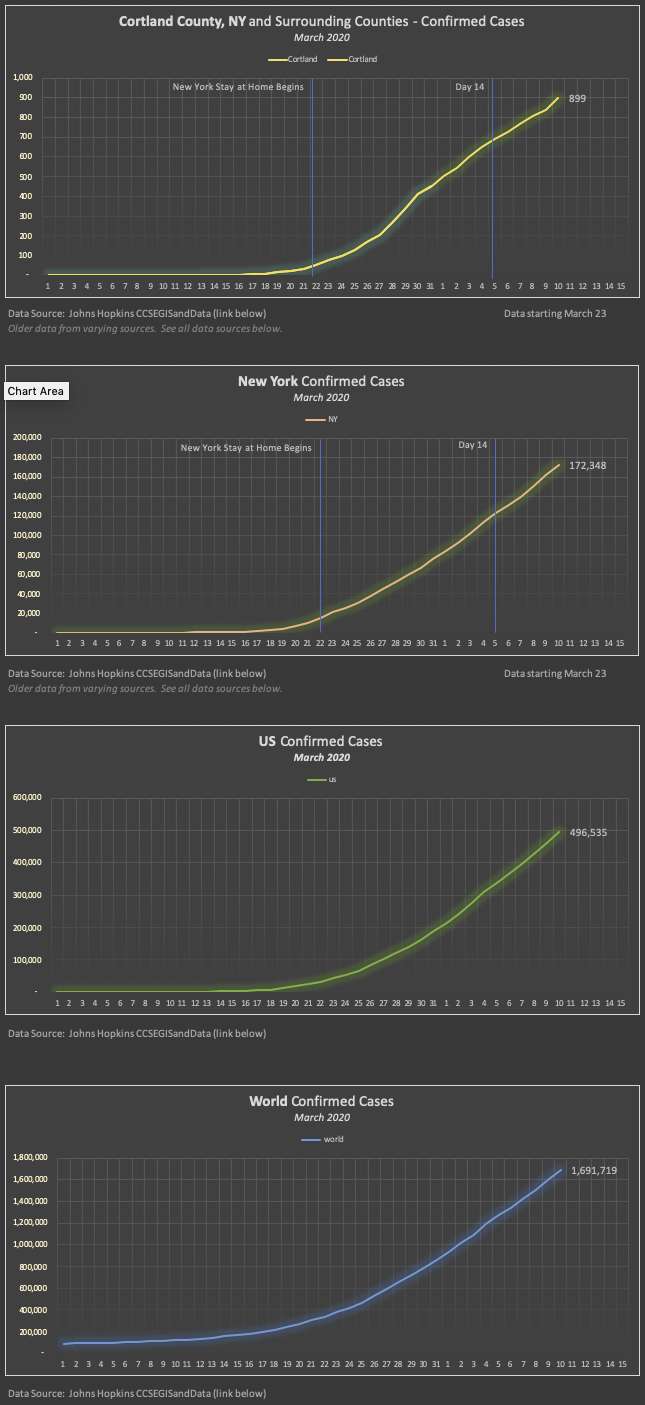 Cortland County, NY and Surrounding Counties - Confirmed Cases
March 2020
Cortland Cortland
New York Stay at Home Begins Day 14
1,000
900
800
700
600
500
400
300
200
100
-
899
1 2 3 4 5 6 7 8 9 10 11 12 13 14 15 16 17 18 19 20 21 22 23 24 25 26 27 28 29 30 31 1 2 3 4 5 6 7 8 9 10 11 12 13 14 15
Data Source: Johns Hopkins CCSEGISandData (link below) Data starting March 23
Older data from varying sources. See all data sources below.
Chart Area
New York Confirmed Cases
March 2020
NY
New York Stay at Home Begins Day 14
200,000
180,000
160,000
140,000
120,000
100,000
80,000
60,000
40,000
20,000
-
172,348
1 2 3 4 5 6 7 8 9 10 11 12 13 14 15 16 17 18 19 20 21 22 23 24 25 26 27 28 29 30 31 1 2 3 4 5 6 7 8 9 10 11 12 13 14 15
Data Source: Johns Hopkins CCSEGISandData (link below) Data starting March 23
Older data from varying sources. See all data sources below.
US Confirmed Cases
March 2020
us
600,000
500,000
400,000
300,000
200,000
100,000
-
496,535
1 2 3 4 5 6 7 8 9 10 11 12 13 14 15 16 17 18 19 20 21 22 23 24 25 26 27 28 29 30 31 1 2 3 4 5 6 7 8 9 10 11 12 13 14 15
Data Source: Johns Hopkins CCSEGISandData (link below)
World Confirmed Cases
March 2020
world
1,800,000
1,600,000
1,400,000
1,200,000
1,000,000
800,000
600,000
400,000
200,000
-
1,691,719
1 2 3 4 5 6 7 8 9 10 11 12 13 14 15 16 17 18 19 20 21 22 23 24 25 26 27 28 29 30 31 1 2 3 4 5 6 7 8 9 10 11 12 13 14 15
Data Source: Johns Hopkins CCSEGISandData (link below)